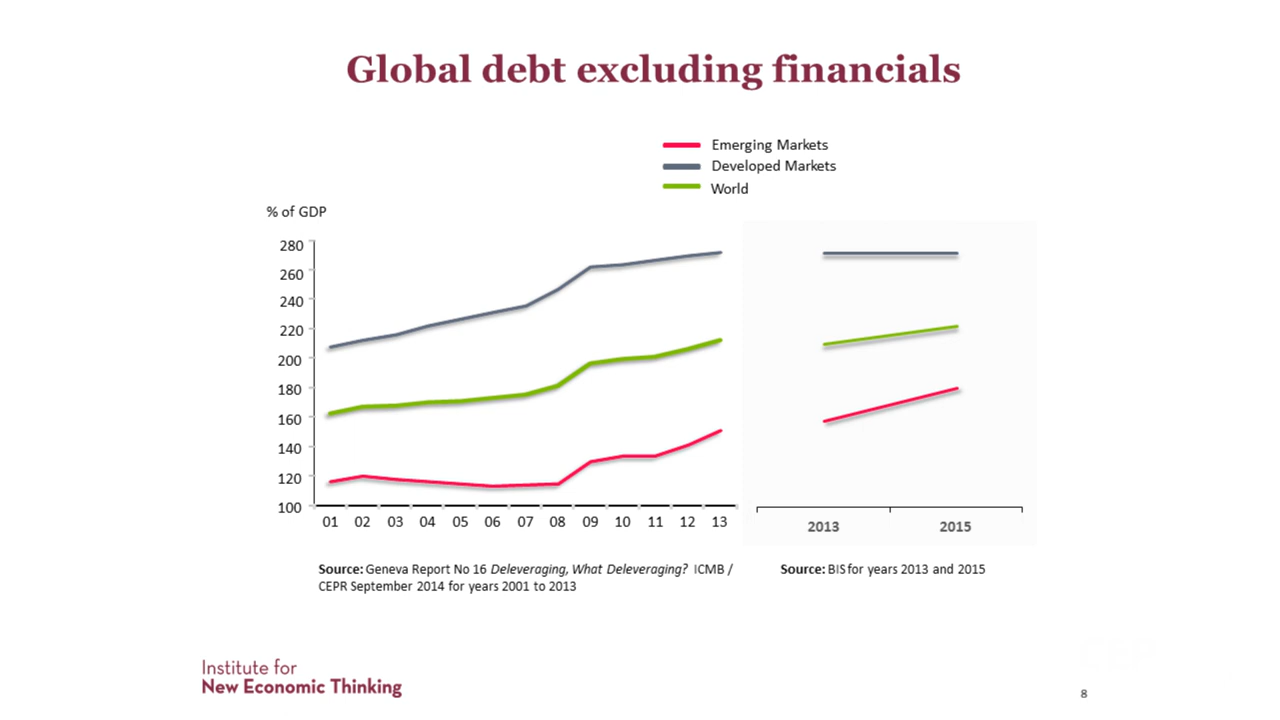 Global debt excluding financials
Emerging Markets
Developed Markets
World
% of GDP
280
260
240
220
200
180
160
140
120
100
01 02 03 04 05 06 07 08 09 10 11 12 13
2013 2015
Source: Geneva Report No 16 Deleveraging, What Deleveraging? ICMB /
CEPR September 2014 for years 2001 to 2013
Source: BIS for years 2013 and 2015
Institute for
New Economic Thinking
8